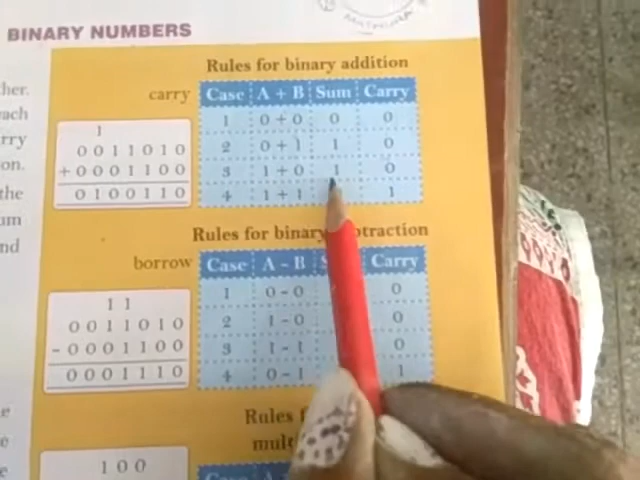 BINARY NUMBERS
Rules for binary addition
carry
Case A + B Sum Carry
1 0 + 0 0 0
2 0 + 1 1 0
3 1 + 0 1 0
4 1 + 1 1
1
0 0 1 1 0 1 0
+ 0 0 0 1 1 0 0
0 1 0 0 1 1 0
ther.
ach
rry
on.
the
um
nd
Rules for binary
traction
borrow
Case A - B S Carry
1 0 - 0 0
2 1 - 0 0
3 1 - 1 0
4 0 - 1 1
1 1
0 0 1 1 0 1 0
- 0 0 0 1 1 0 0
0 0 0 1 1 1 0
e
e
e
Rules
mult
1 0 0
Case